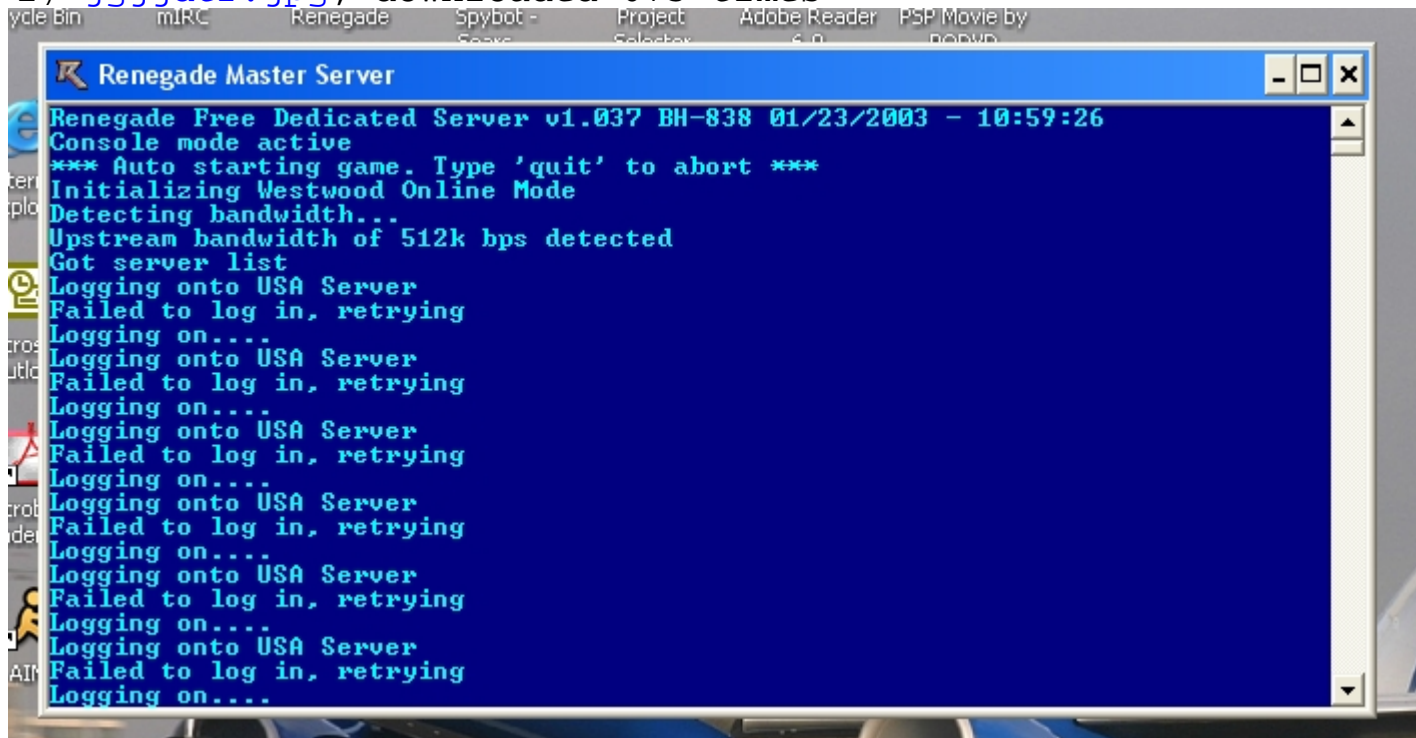 ycle Bin mIRC Renegade Spybot - Project Adobe Reader PSP Movie by
6.0
Renegade Master Server
Renegade Free Dedicated Server v1.037 BH-838 01/23/2003 - 10:59:26
Console mode active
*** Auto starting game. Type 'quit' to abort ***
Initializing Westwood Online Mode
Detecting bandwidth...
Upstream bandwidth of 512k bps detected
Got server list
Logging onto USA Server
Failed to log in, retrying
Logging on....
Logging onto USA Server
Failed to log in, retrying
Logging on....
Logging onto USA Server
Failed to log in, retrying
Logging on....
Logging onto USA Server
Failed to log in, retrying
Logging on....
Logging onto USA Server
Failed to log in, retrying
Logging on....
Logging onto USA Server
Failed to log in, retrying
Logging on....
AIM